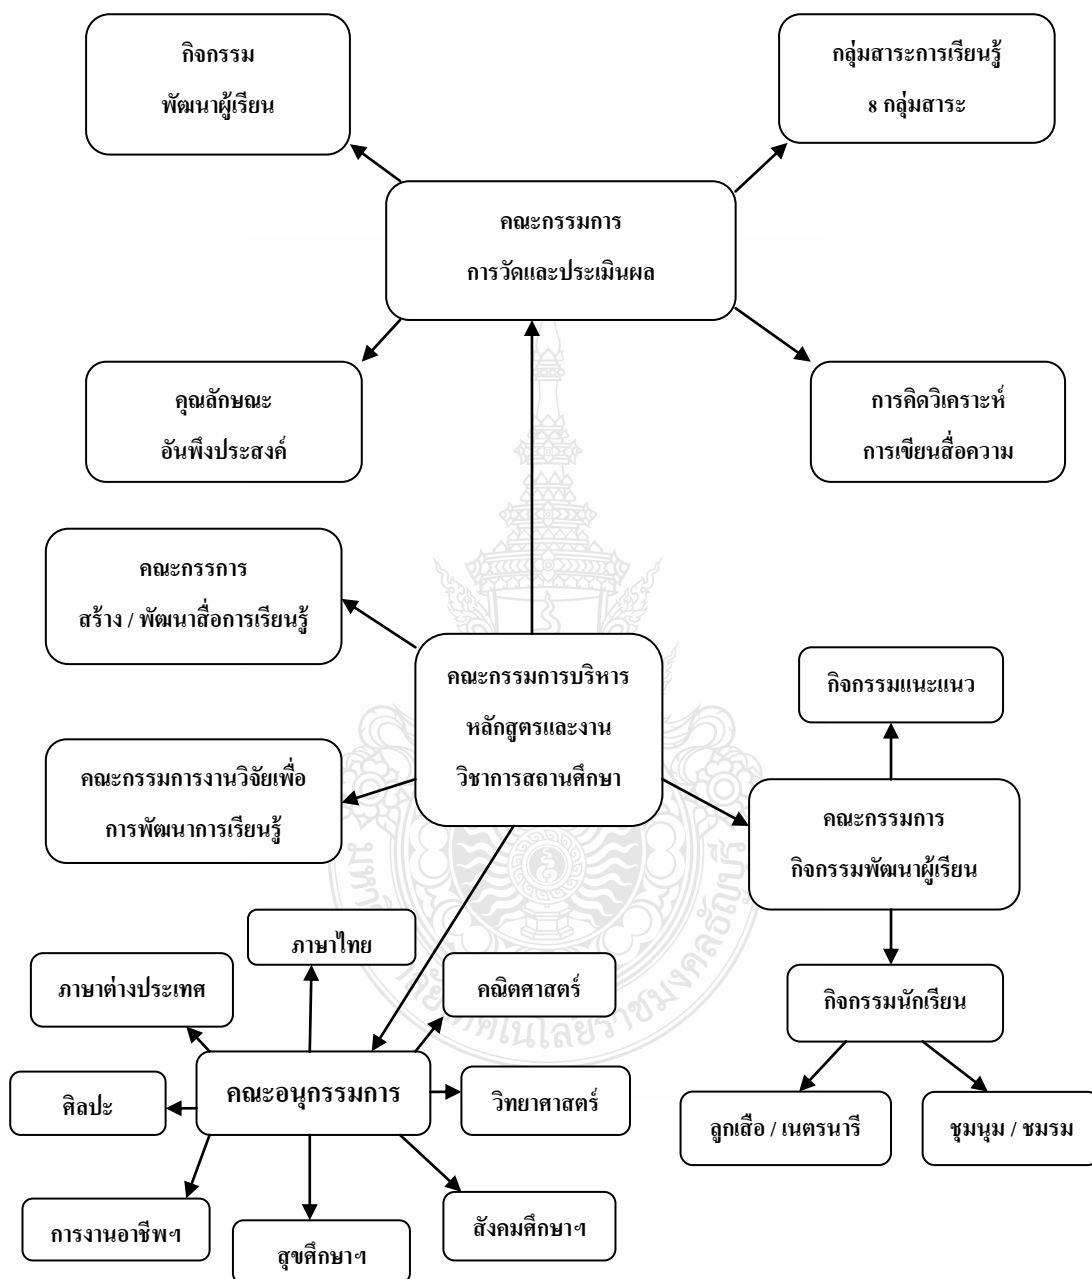 กิจกรรม
พัฒนาผู้เรียน
กลุ่มสาระการเรียนรู้
8 กลุ่มสาระ
คณะกรรมการ
การวัดและประเมินผล
คุณลักษณะ
อันพึงประสงค์
การคิดวิเคราะห์
การเขียนสื่อความ
คณะกรรการ
สร้าง / พัฒนาสื่อการเรียนรู้
คณะกรรมการบริหาร
หลักสูตรและงาน
วิชาการสถานศึกษา
กิจกรรมแนะแนว
คณะกรรมการงานวิจัยเพื่อ
การพัฒนาการเรียนรู้
คณะกรรมการ
กิจกรรมพัฒนาผู้เรียน
ภาษาไทย
ภาษาต่างประเทศ
คณิตศาสตร์
กิจกรรมนักเรียน
ศิลปะ
คณะอนุกรรมการ
วิทยาศาสตร์
ลูกเสือ / เนตรนารี
ชุมนุม / ชมรม
การงานอาชีพฯ
สุขศึกษาฯ
สังคมศึกษาฯ